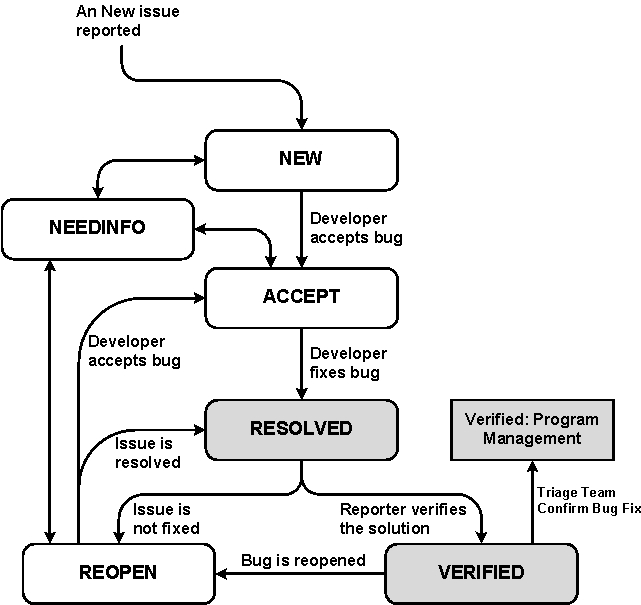 An New issue
reported
NEW
NEEDINFO
Developer
accepts bug
ACCEPT
Developer
accepts bug
Developer
fixes bug
RESOLVED
Verified: Program
Management
Issue is
resolved
Issue is
not fixed
Reporter verifies
the solution
Triage Team
Confirm Bug Fix
REOPEN
Bug is reopened
VERIFIED